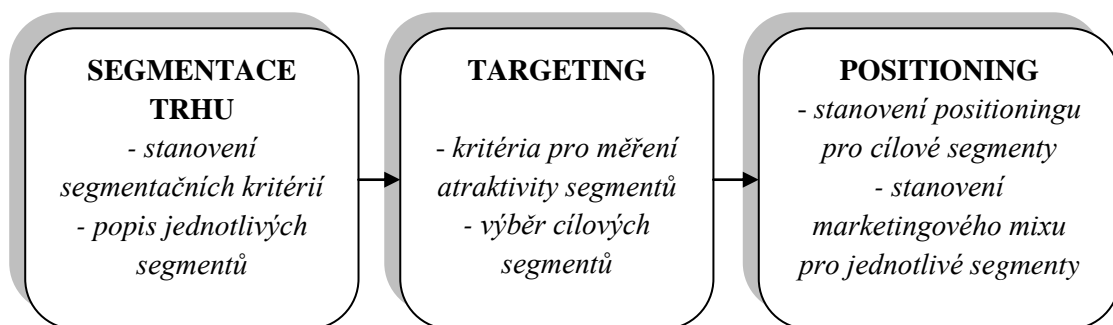 SEGMENTACE
TRHU
- stanovení
segmentačních kritérií
- popis jednotlivých
segmentů
TARGETING
- kritéria pro měření
atraktivity segmentů
- výběr cílových
segmentů
POSITIONING
- stanovení positioningu
pro cílové segmenty
- stanovení
marketingového mixu
pro jednotlivé segmenty